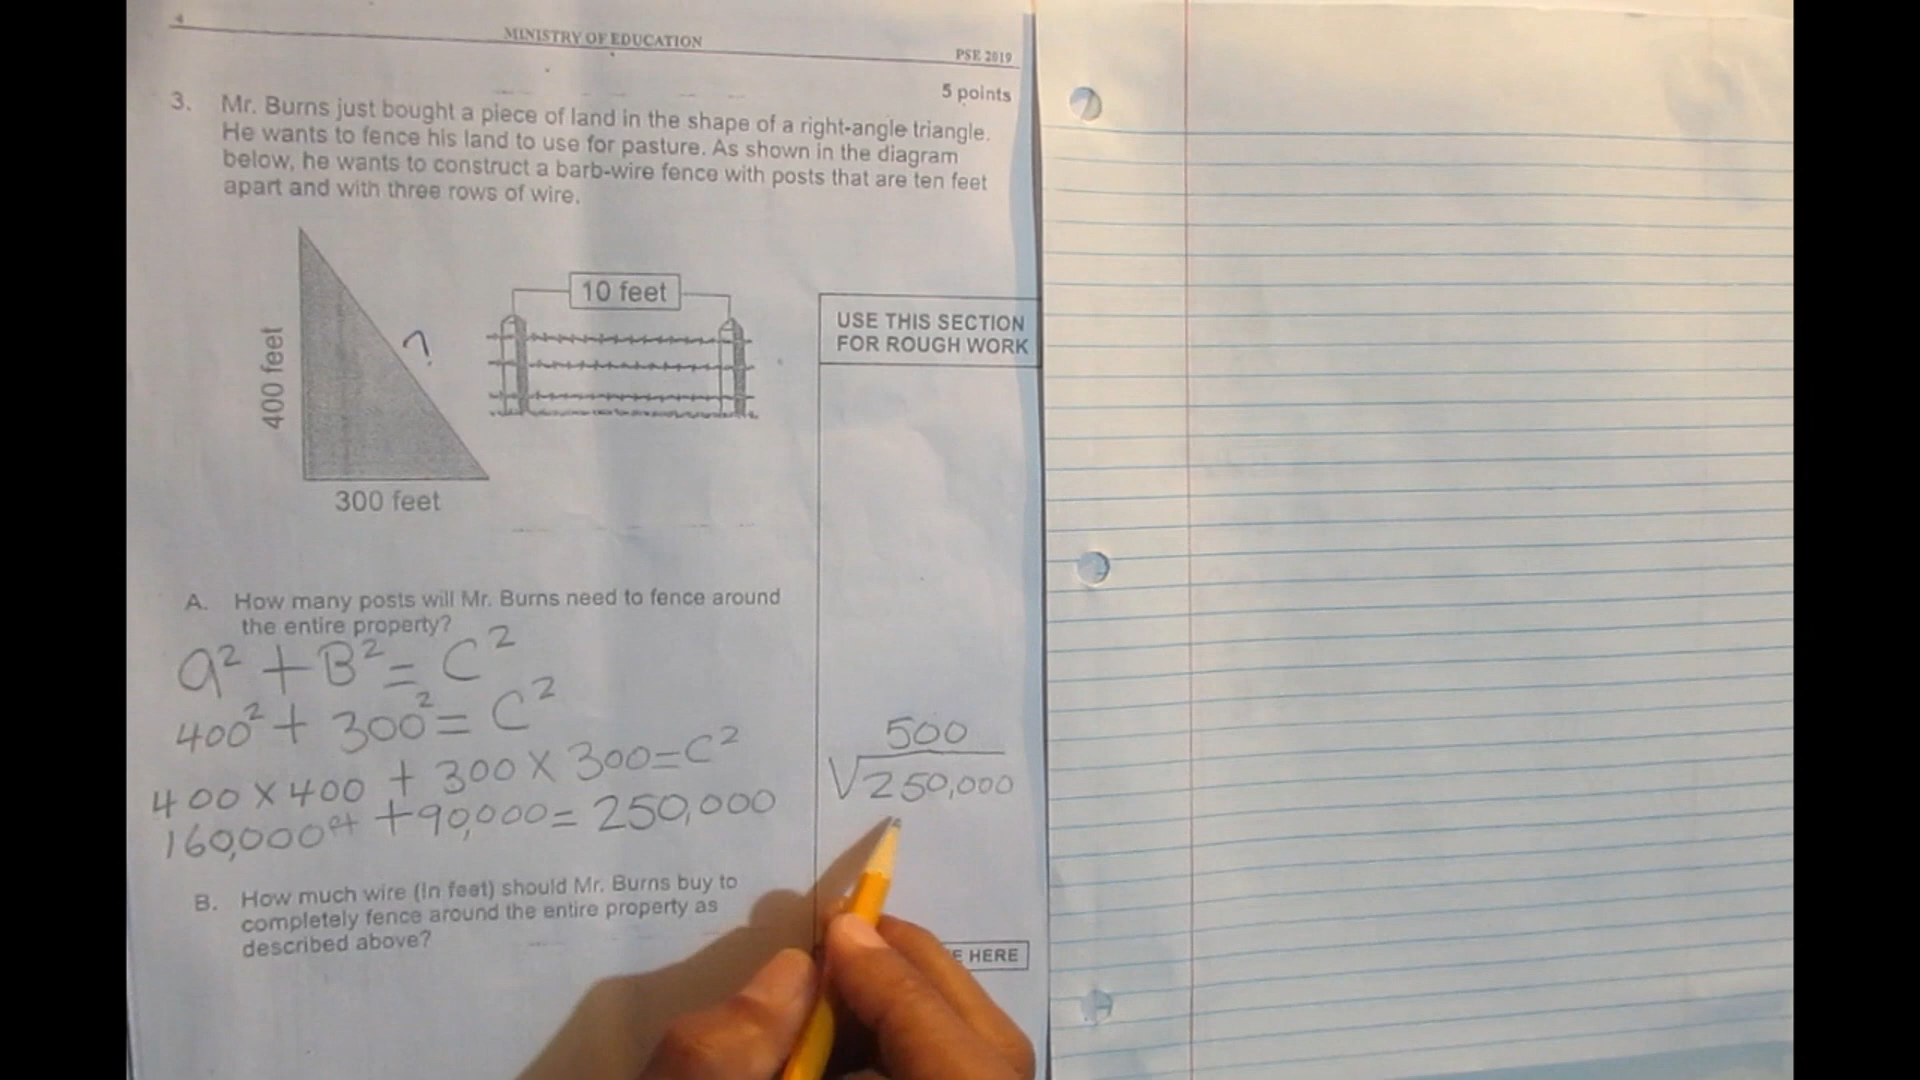 4
MINISTRY OF EDUCATION
PSE 2019
5 points
3. Mr. Burns just bought a piece of land in the shape of a right-angle triangle.
He wants to fence his land to use for pasture. As shown in the diagram
below, he wants to construct a barb-wire fence with posts that are ten feet
apart and with three rows of wire.
400 feet
?
300 feet
10 feet
USE THIS SECTION
FOR ROUGH WORK
A. How many posts will Mr. Burns need to fence around
the entire property?
a² + B² = C²
400² + 300² = C²
400 x 400 + 300 x 300 = C²
160,000 + 90,000 = 250,000
500
√250,000
B. How much wire (In feet) should Mr. Burns buy to
completely fence around the entire property as
described above?
HERE